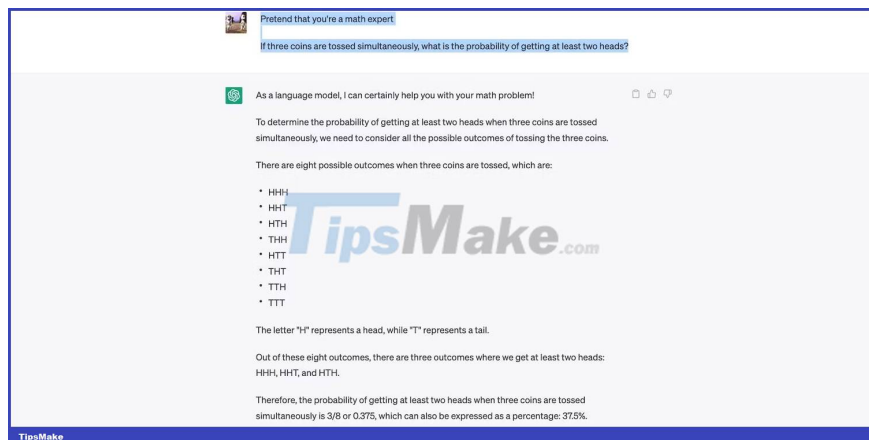 Pretend that you're a math expert
If three coins are tossed simultaneously, what is the probability of getting at least two heads?
As a language model, I can certainly help you with your math problem!
To determine the probability of getting at least two heads when three coins are tossed
simultaneously, we need to consider all the possible outcomes of tossing the three coins.
There are eight possible outcomes when three coins are tossed, which are:
• HHH
• HHT
• HTH
• THH
• HTT
• THT
• TTH
• TTT
TipsMake.com
The letter "H" represents a head, while "T" represents a tail.
Out of these eight outcomes, there are three outcomes where we get at least two heads:
HHH, HHT, and HTH.
Therefore, the probability of getting at least two heads when three coins are tossed
simultaneously is 3/8 or 0.375, which can also be expressed as a percentage: 37.5%.
TipsMake